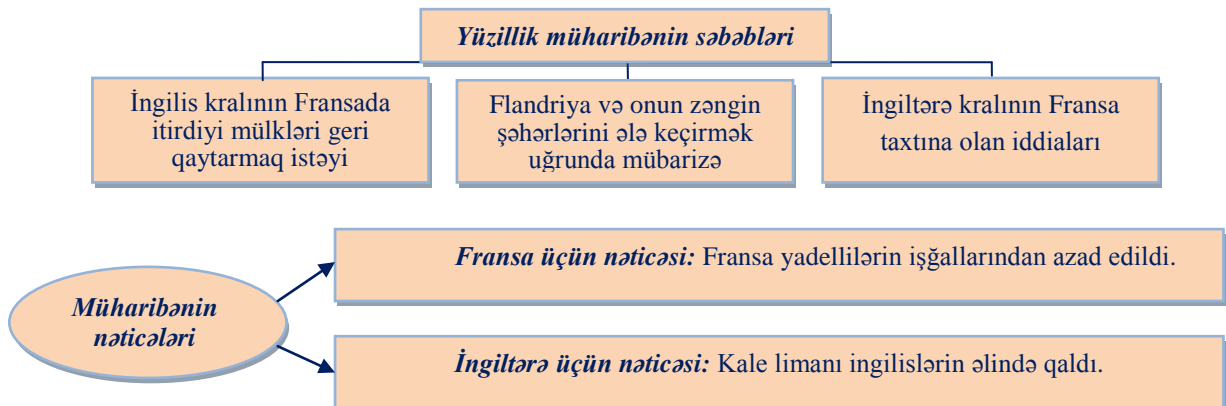 Yüzillik müharibənin səbəbləri
İngilis kralının Fransada
itirdiyi mülkləri geri
qaytarmaq istəyi
Flandriya və onun zəngin
şəhərlərini ələ keçirmək
uğrunda mübarizə
İngiltərə kralının Fransa
taxtına olan iddiaları
Müharibənin
nəticələri
Fransa üçün nəticəsi: Fransa yadellilərin işğallarından azad edildi.
İngiltərə üçün nəticəsi: Kale limanı ingilislərin əlində qaldı.